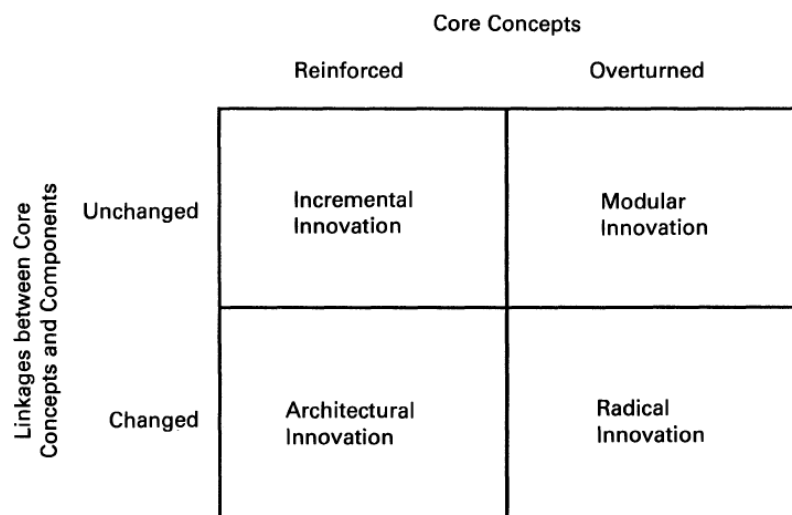 Core Concepts
Reinforced
Overturned
Linkages between Core
Concepts and Components
Unchanged
Incremental
Innovation
Modular
Innovation
Changed
Architectural
Innovation
Radical
Innovation